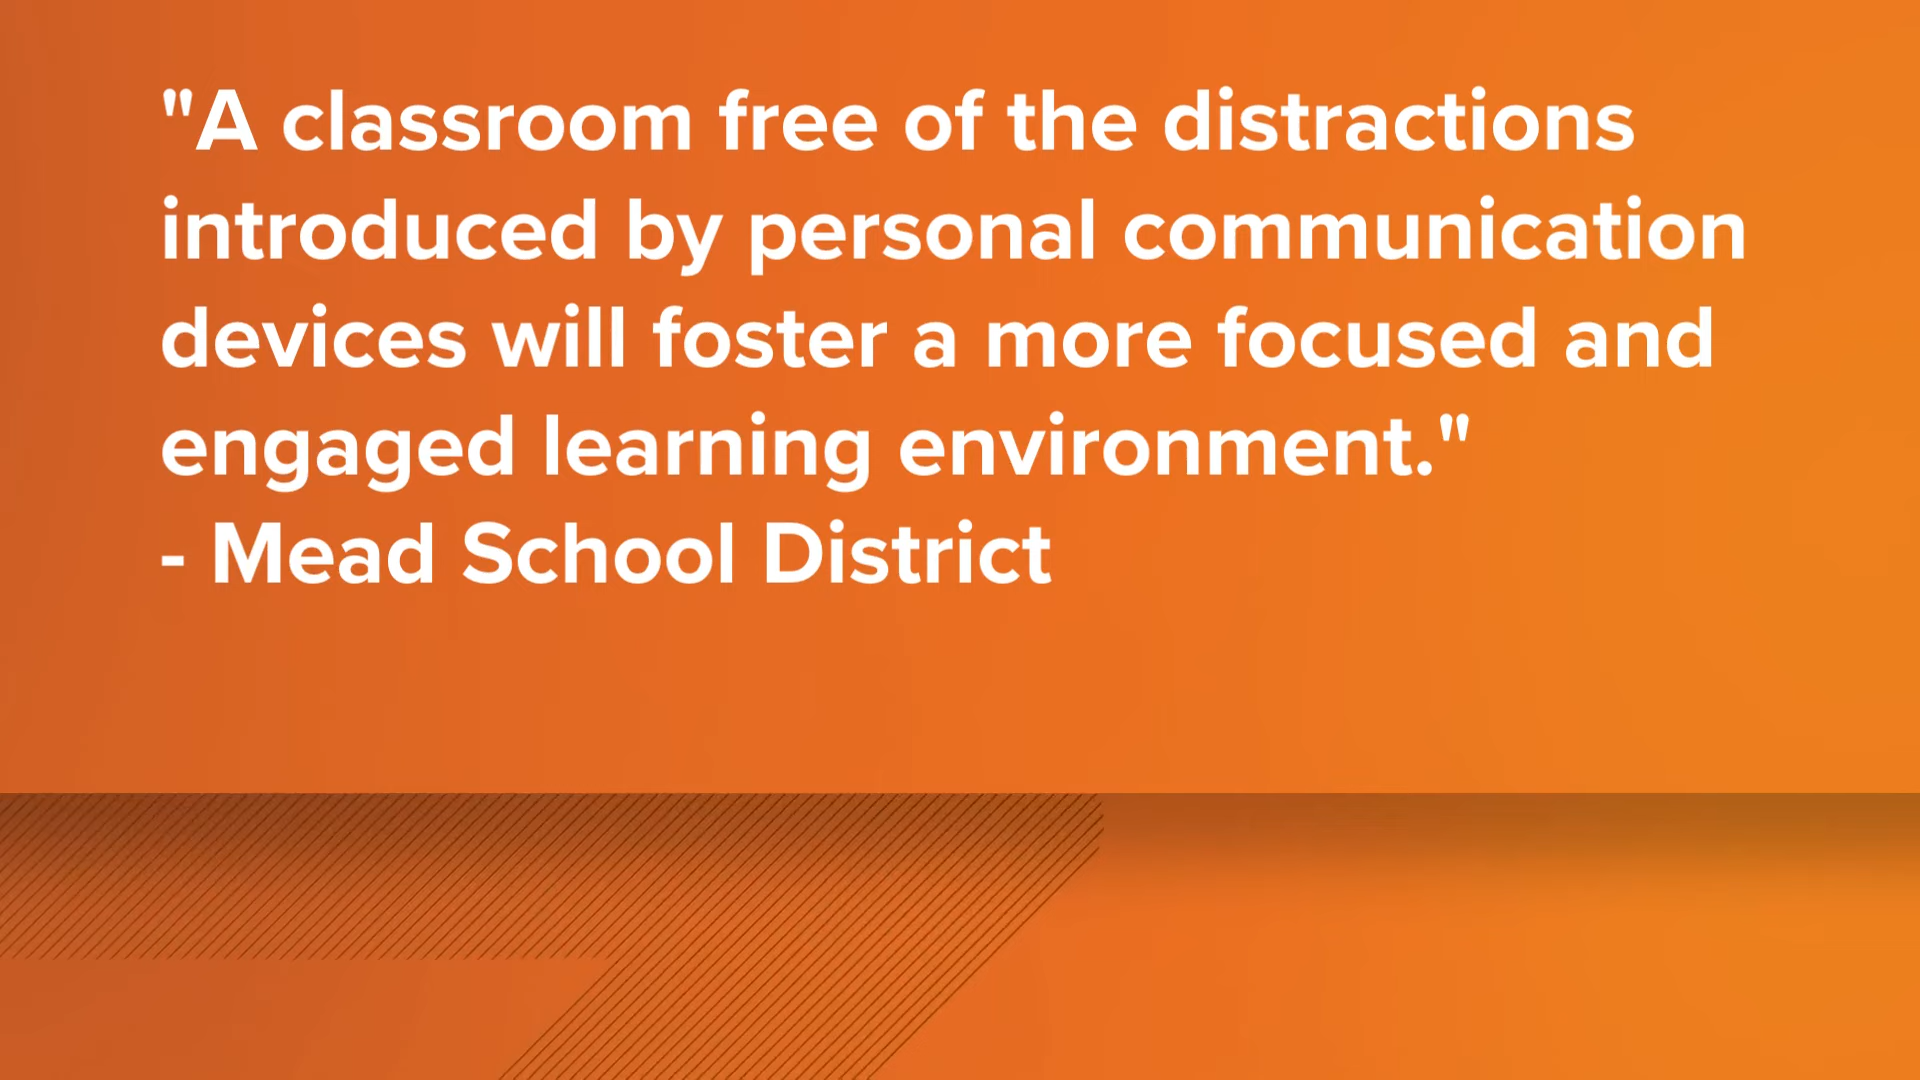 "A classroom free of the distractions
introduced by personal communication
devices will foster a more focused and
engaged learning environment."
- Mead School District